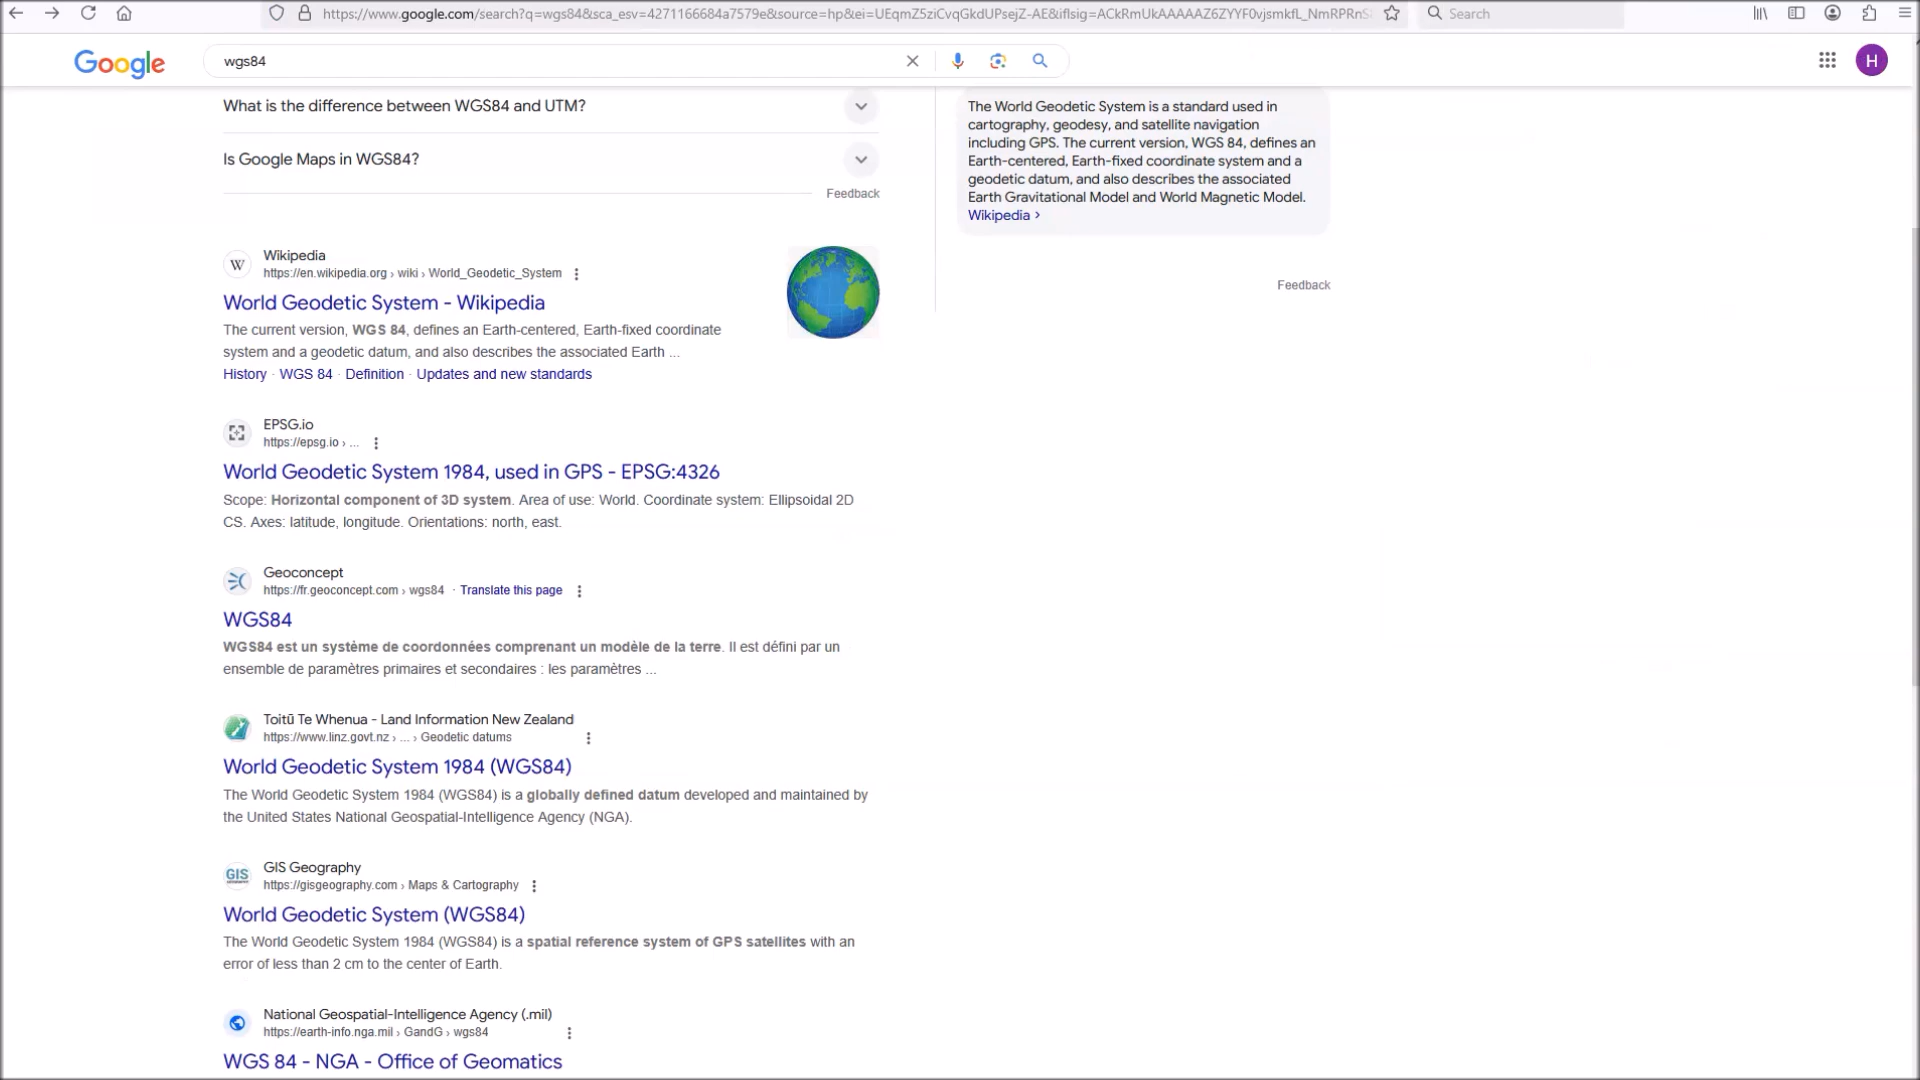 https://www.google.com/search?q=wgs84&sca_esv=4271166684a7579e&source=hp&ei=UEqmZ5ziCvqGkdUPsejZ-AE&iflsig=ACkRmUkAAAAAZ6ZYYF0vjsmkfL_NmRPRnS
Search
Google
wgs84
H
What is the difference between WGS84 and UTM?
Is Google Maps in WGS84?
Feedback
The World Geodetic System is a standard used in
cartography, geodesy, and satellite navigation
including GPS. The current version, WGS 84, defines an
Earth-centered, Earth-fixed coordinate system and a
geodetic datum, and also describes the associated
Earth Gravitational Model and World Magnetic Model.
Wikipedia ›
Feedback
W
Wikipedia
https://en.wikipedia.org › wiki › World_Geodetic_System
World Geodetic System - Wikipedia
The current version, WGS 84, defines an Earth-centered, Earth-fixed coordinate
system and a geodetic datum, and also describes the associated Earth ...
History · WGS 84 · Definition · Updates and new standards
EPSG.io
https://epsg.io › ...
World Geodetic System 1984, used in GPS - EPSG:4326
Scope: Horizontal component of 3D system. Area of use: World. Coordinate system: Ellipsoidal 2D
CS. Axes: latitude, longitude. Orientations: north, east.
Geoconcept
https://fr.geoconcept.com › wgs84 · Translate this page
WGS84
WGS84 est un système de coordonnées comprenant un modèle de la terre. Il est défini par un
ensemble de paramètres primaires et secondaires : les paramètres ...
Toitū Te Whenua - Land Information New Zealand
https://www.linz.govt.nz › ... › Geodetic datums
World Geodetic System 1984 (WGS84)
The World Geodetic System 1984 (WGS84) is a globally defined datum developed and maintained by
the United States National Geospatial-Intelligence Agency (NGA).
GIS
GIS Geography
https://gisgeography.com › Maps & Cartography
World Geodetic System (WGS84)
The World Geodetic System 1984 (WGS84) is a spatial reference system of GPS satellites with an
error of less than 2 cm to the center of Earth.
National Geospatial-Intelligence Agency (.mil)
https://earth-info.nga.mil › GandG › wgs84
WGS 84 - NGA - Office of Geomatics